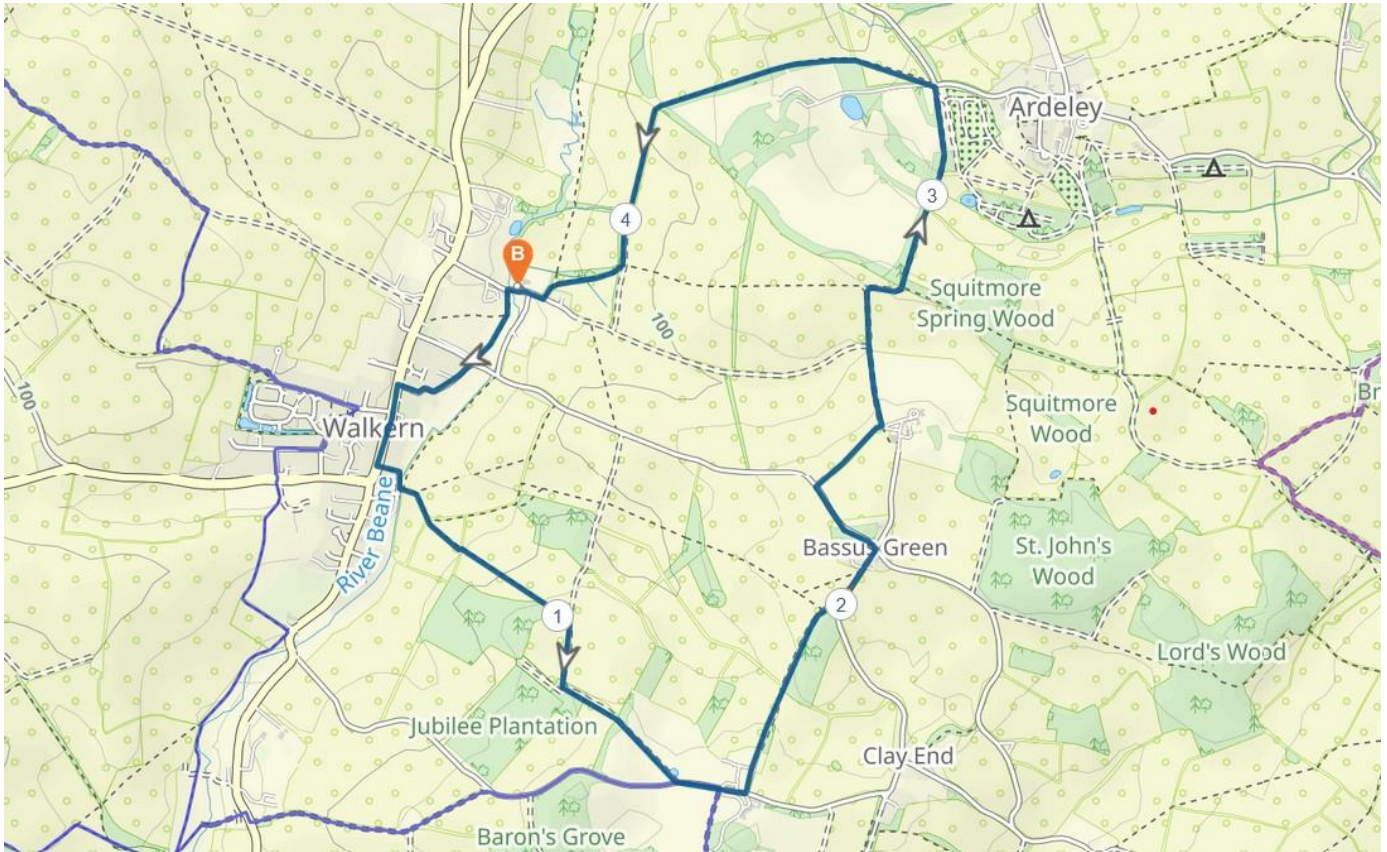 Ardeley
3
4
B
Squitmore
Spring Wood
100
100
Squitmore
Wood
Br
Walkern
River Beane
Bassus Green
St. John's
Wood
2
1
Lord's Wood
Jubilee Plantation
Clay End
Baron's Grove